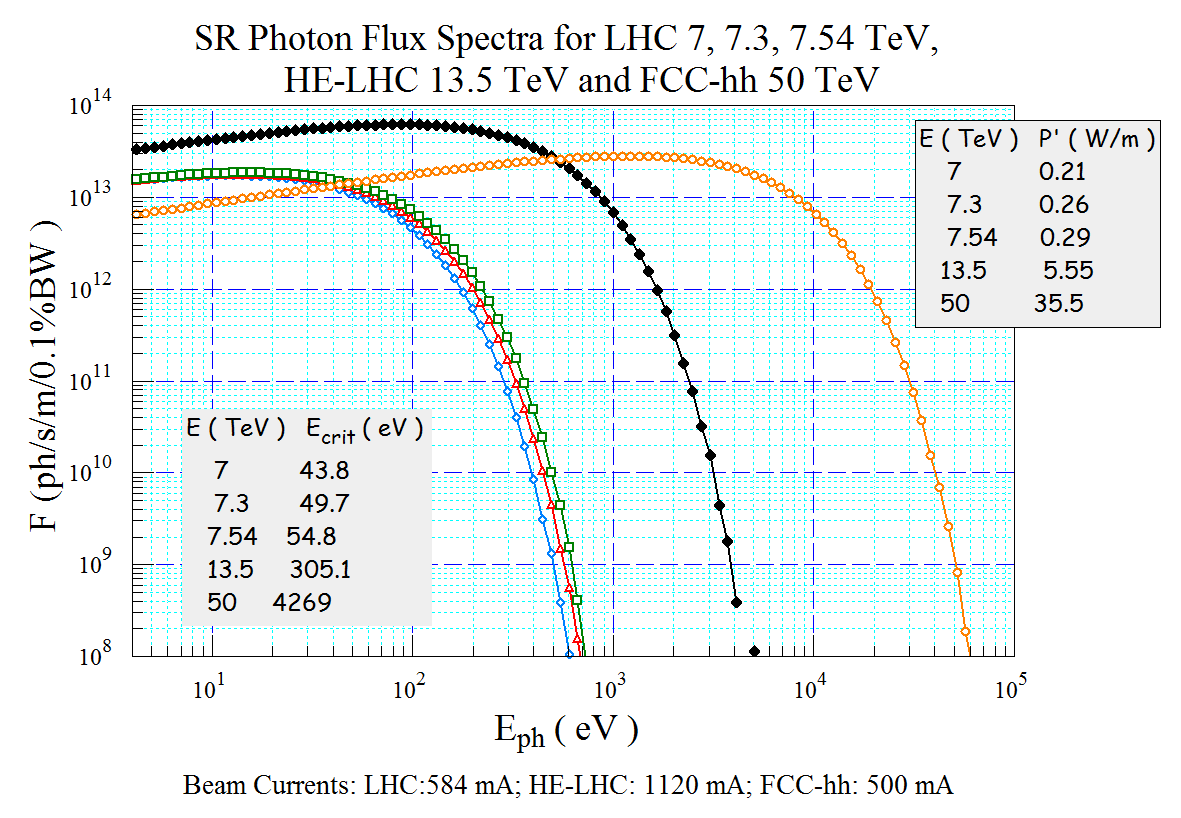 SR Photon Flux Spectra for LHC 7, 7.3, 7.54 TeV,
HE-LHC 13.5 TeV and FCC-hh 50 TeV
10^14
10^13
10^12
10^11
10^10
10^9
10^8
F (ph/s/m/0.1%BW )
E ( TeV ) P' ( W/m )
7 0.21
7.3 0.26
7.54 0.29
13.5 5.55
50 35.5
E ( TeV ) E_crit ( eV )
7 43.8
7.3 49.7
7.54 54.8
13.5 305.1
50 4269
10^1 10^2 10^3 10^4 10^5
E_ph ( eV )
Beam Currents: LHC:584 mA; HE-LHC: 1120 mA; FCC-hh: 500 mA